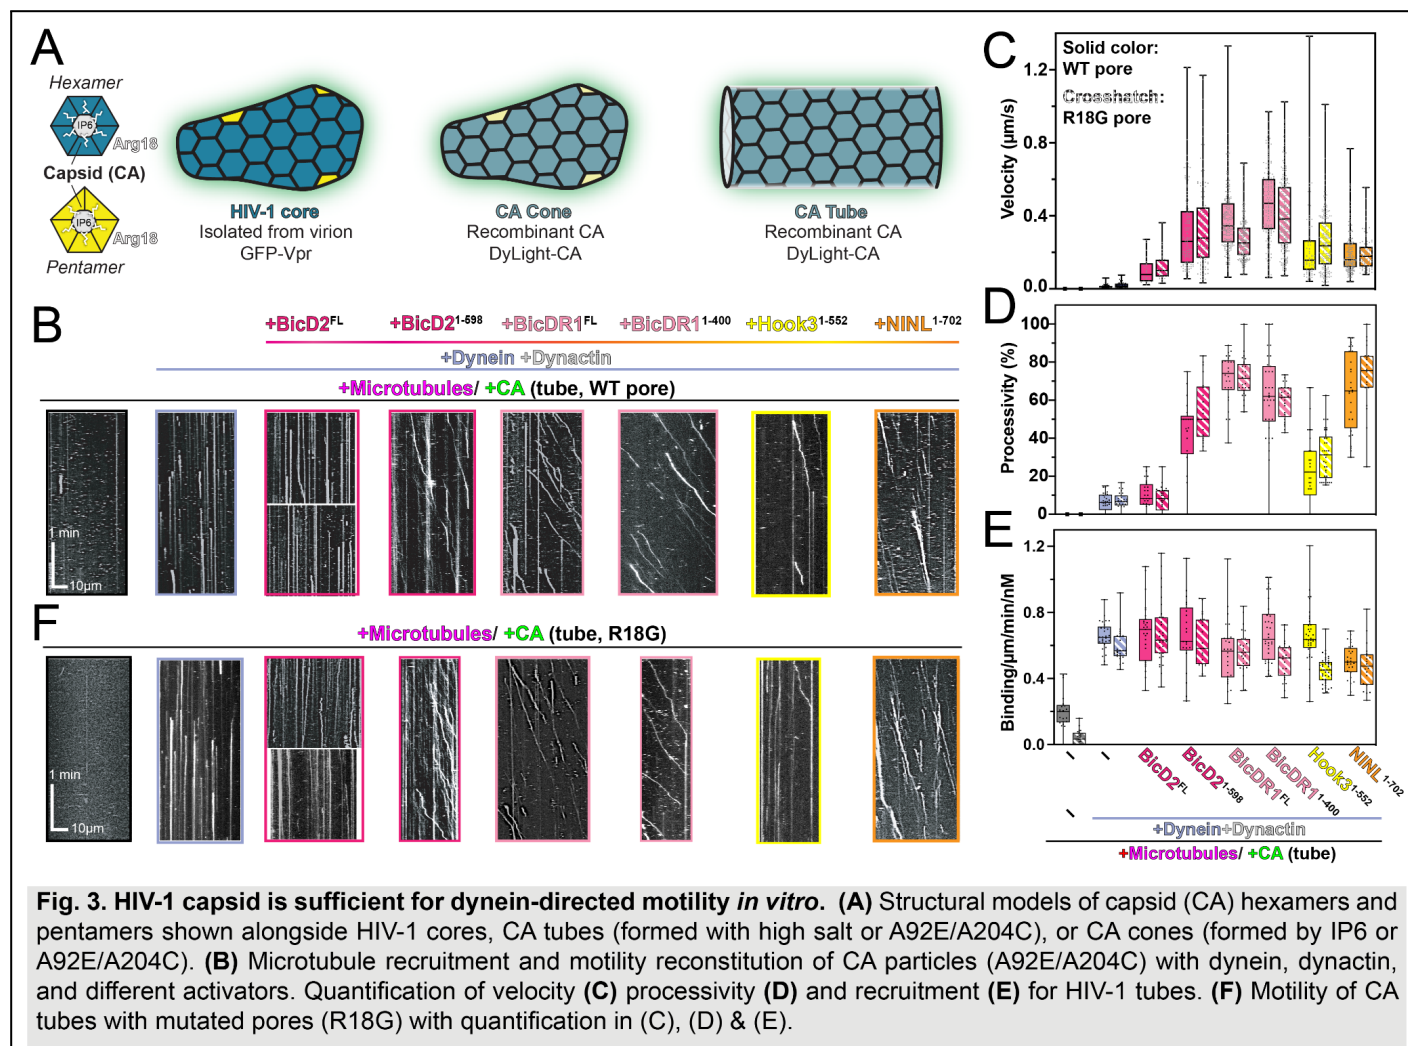 A
Hexamer
IP6
Arg18
Capsid (CA)
IP6
Arg18
Pentamer
HIV-1 core
Isolated from virion
GFP-Vpr
CA Cone
Recombinant CA
DyLight-CA
CA Tube
Recombinant CA
DyLight-CA
B
+BicD2FL +BicD21-598 +BicDR1FL +BicDR11-400 +Hook31-552 +NINL1-702
+Dynein +Dynactin
+Microtubules/ +CA (tube, WT pore)
1 min
10µm
F
+Microtubules/ +CA (tube, R18G)
1 min
10µm
C
Solid color:
WT pore
Crosshatch:
R18G pore
Velocity (µm/s)
1.2
0.8
0.4
0.0
D
Processivity (%)
100
80
60
40
20
0
E
Binding/µm/min/nM
1.2
0.8
0.4
0.0
- - BicD2FL BicD21-598 BicDR1FL BicDR11-400 Hook31-552 NINL1-702
-
+Dynein+Dynactin
+Microtubules/ +CA (tube)
Fig. 3. HIV-1 capsid is sufficient for dynein-directed motility in vitro. (A) Structural models of capsid (CA) hexamers and
pentamers shown alongside HIV-1 cores, CA tubes (formed with high salt or A92E/A204C), or CA cones (formed by IP6 or
A92E/A204C). (B) Microtubule recruitment and motility reconstitution of CA particles (A92E/A204C) with dynein, dynactin,
and different activators. Quantification of velocity (C) processivity (D) and recruitment (E) for HIV-1 tubes. (F) Motility of CA
tubes with mutated pores (R18G) with quantification in (C), (D) & (E).